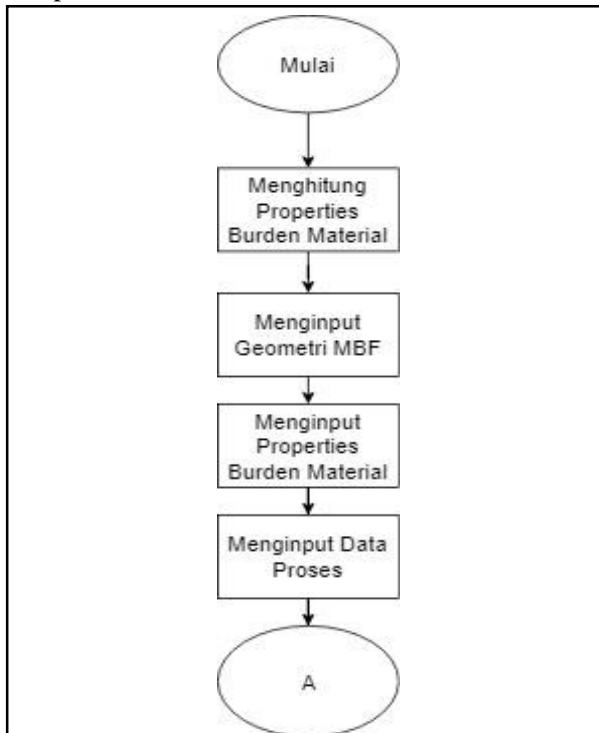 Mulai
Menghitung
Properties
Burden Material
Menginput
Geometri MBF
Menginput
Properties
Burden Material
Menginput Data
Proses
A